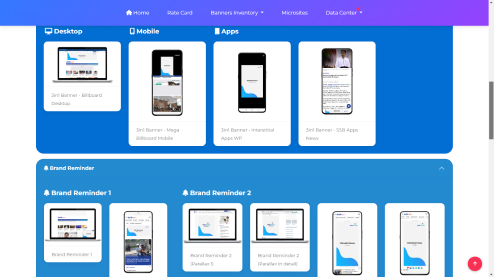 Home Rate Card Banners Inventory Microsites Data Center
Desktop Mobile Apps
3in1 Banner - Billboard
Desktop
3in1 Banner - Mega
Billboard Mobile
3in1 Banner - Interstitial
Apps WP
3in1 Banner - SSB Apps
News
Brand Reminder
Brand Reminder 1 Brand Reminder 2
Brand Reminder 1
Brand Reminder 2
(Parallax 1)
Brand Reminder 2
(Parallax in detail)